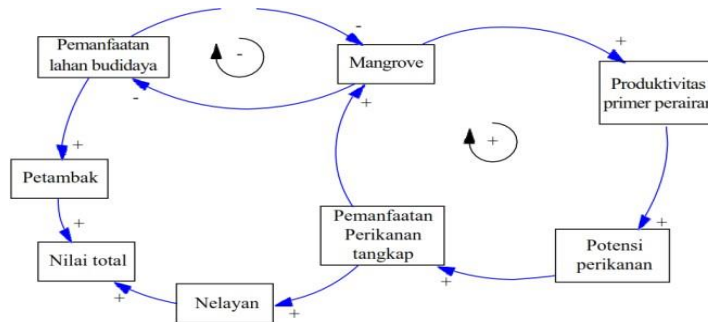 Pemanfaatan
lahan budidaya
-
-
-
Mangrove
+
+
Produktivitas
primer perairan
+
+
Petambak
+
+
Pemanfaatan
Perikanan
tangkap
+
Potensi
perikanan
Nilai total
+
Nelayan
+